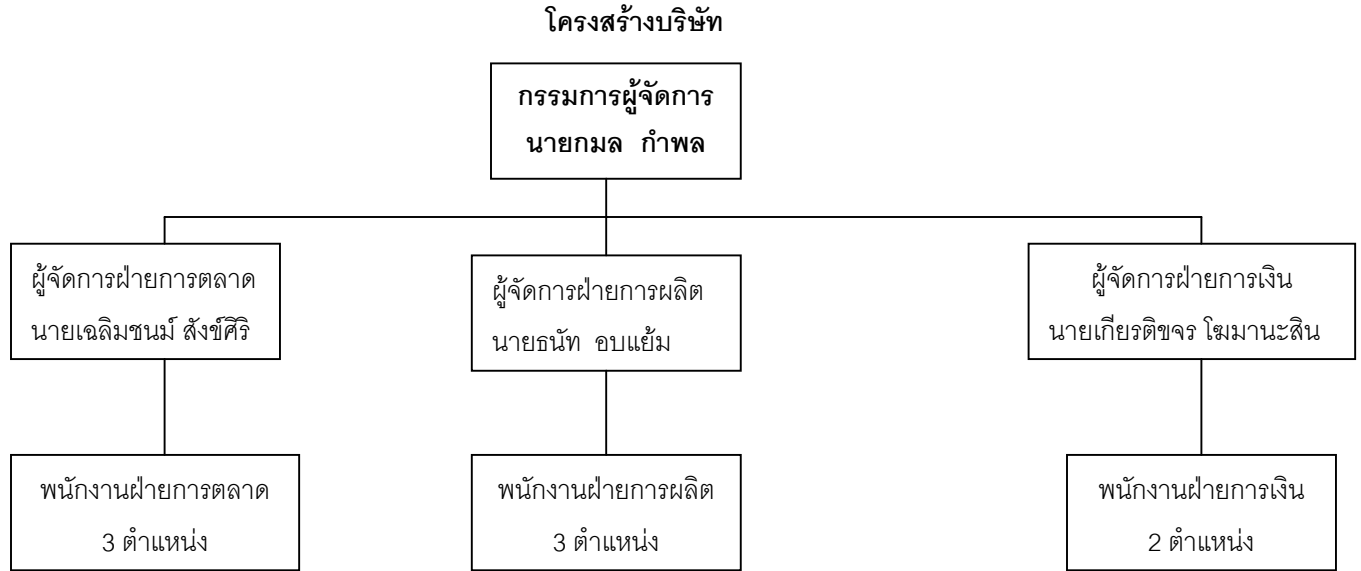 โครงสร้างบริษัท
กรรมการผู้จัดการ
นายกมล กำพล
ผู้จัดการฝ่ายการตลาด
นายเฉลิมชนม์ สังข์ศิริ
ผู้จัดการฝ่ายการผลิต
นายธนัท อบแย้ม
ผู้จัดการฝ่ายการเงิน
นายเกียรติขจร โฆมานะสิน
พนักงานฝ่ายการตลาด
3 ตำแหน่ง
พนักงานฝ่ายการผลิต
3 ตำแหน่ง
พนักงานฝ่ายการเงิน
2 ตำแหน่ง